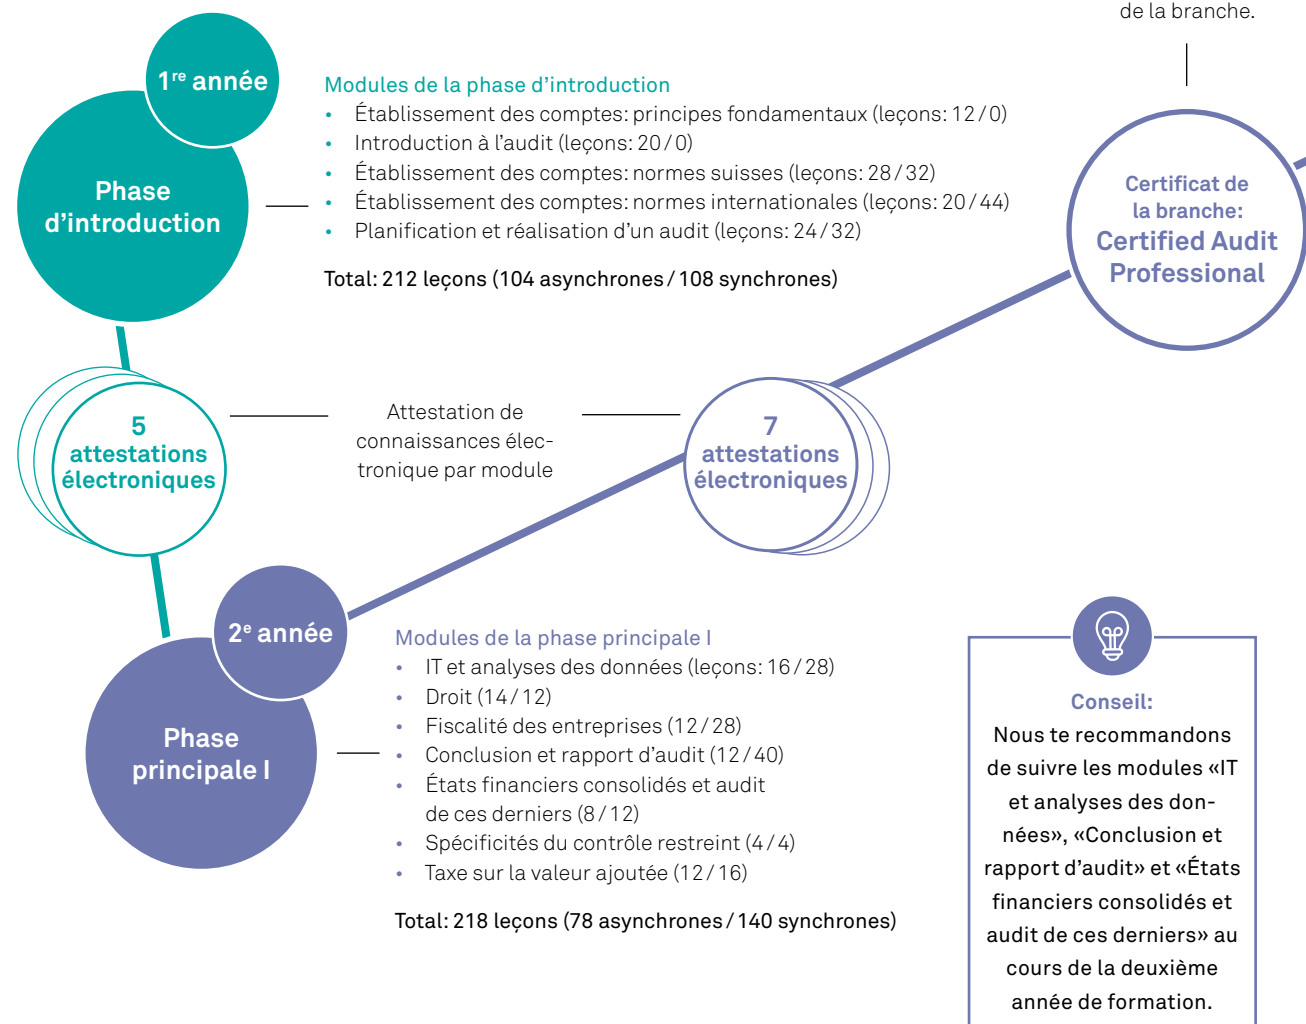 de la branche.
1re année
Phase
d’introduction
Modules de la phase d’introduction
• Établissement des comptes: principes fondamentaux (leçons: 12/0)
• Introduction à l’audit (leçons: 20/0)
• Établissement des comptes: normes suisses (leçons: 28/32)
• Établissement des comptes: normes internationales (leçons: 20/44)
• Planification et réalisation d’un audit (leçons: 24/32)
Total: 212 leçons (104 asynchrones/108 synchrones)
Certificat de
la branche:
Certified Audit
Professional
5
attestations
électroniques
Attestation de
connaissances élec-
tronique par module
7
attestations
électroniques
2e année
Phase
principale I
Modules de la phase principale I
• IT et analyses des données (leçons: 16/28)
• Droit (14/12)
• Fiscalité des entreprises (12/28)
• Conclusion et rapport d’audit (12/40)
• États financiers consolidés et audit
de ces derniers (8/12)
• Spécificités du contrôle restreint (4/4)
• Taxe sur la valeur ajoutée (12/16)
Total: 218 leçons (78 asynchrones/140 synchrones)
Conseil:
Nous te recommandons
de suivre les modules «IT
et analyses des don-
nées», «Conclusion et
rapport d’audit» et «États
financiers consolidés et
audit de ces derniers» au
cours de la deuxième
année de formation.